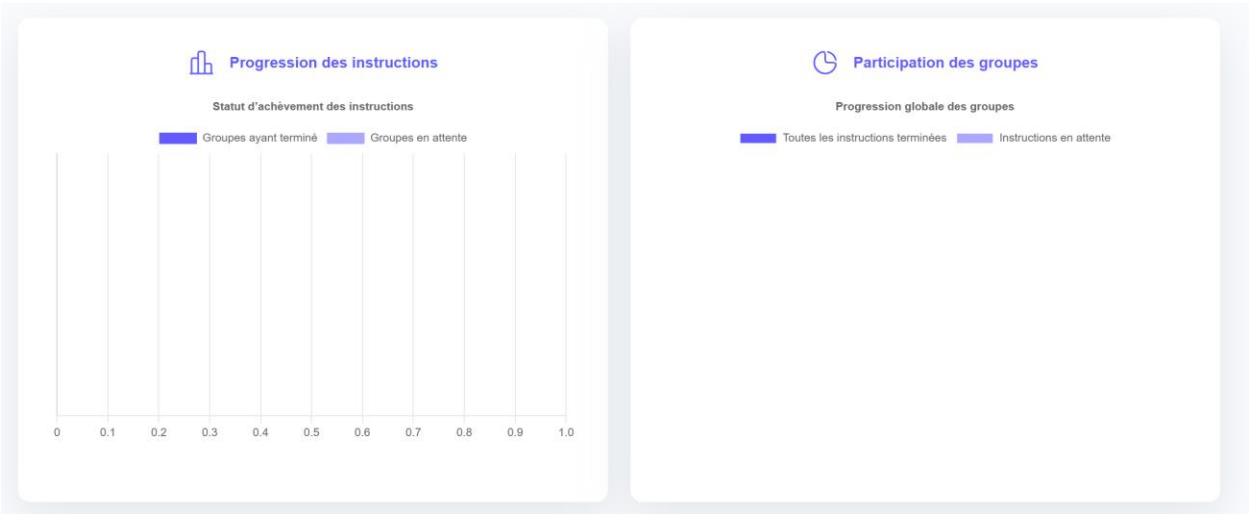 Progression des instructions
Statut d'achèvement des instructions
Groupes ayant terminé Groupes en attente
0 0.1 0.2 0.3 0.4 0.5 0.6 0.7 0.8 0.9 1.0
Participation des groupes
Progression globale des groupes
Toutes les instructions terminées Instructions en attente